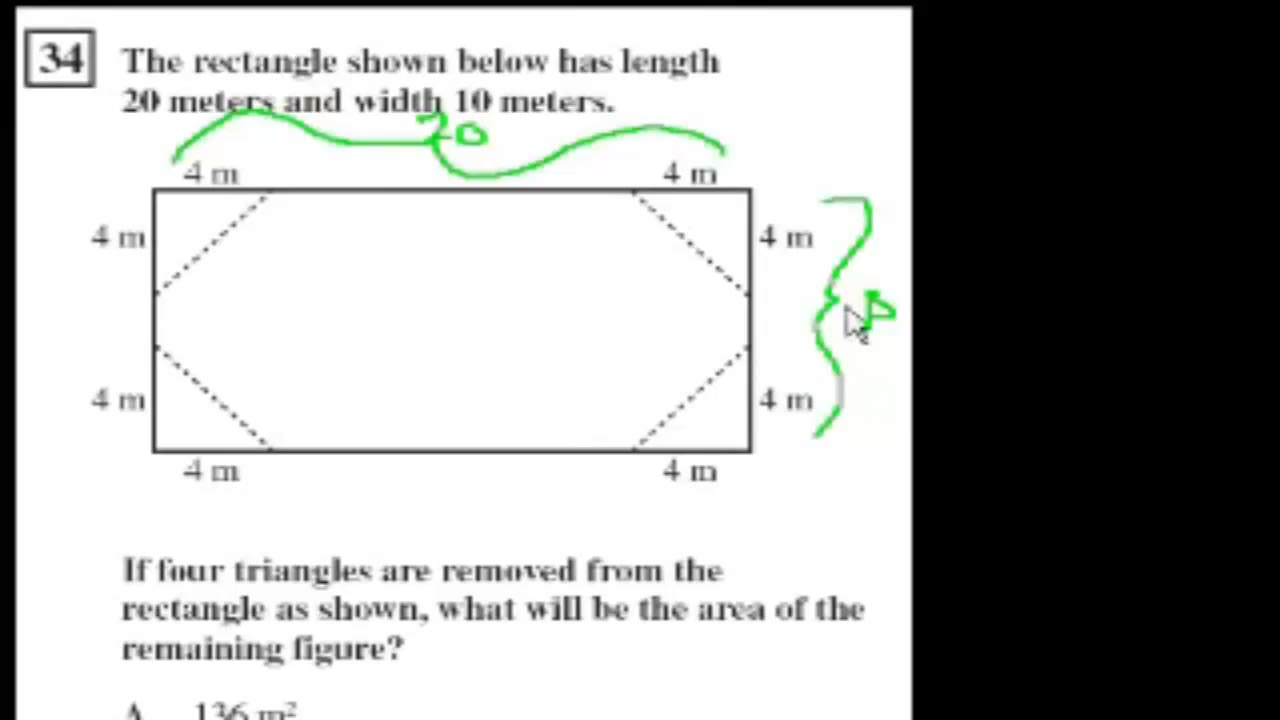 34
The rectangle shown below has length
20 meters and width 10 meters.
20
4 m 4 m
4 m 4 m
4 m 4 m
4 m 4 m
If four triangles are removed from the
rectangle as shown, what will be the area of the
remaining figure?
A 136 m²